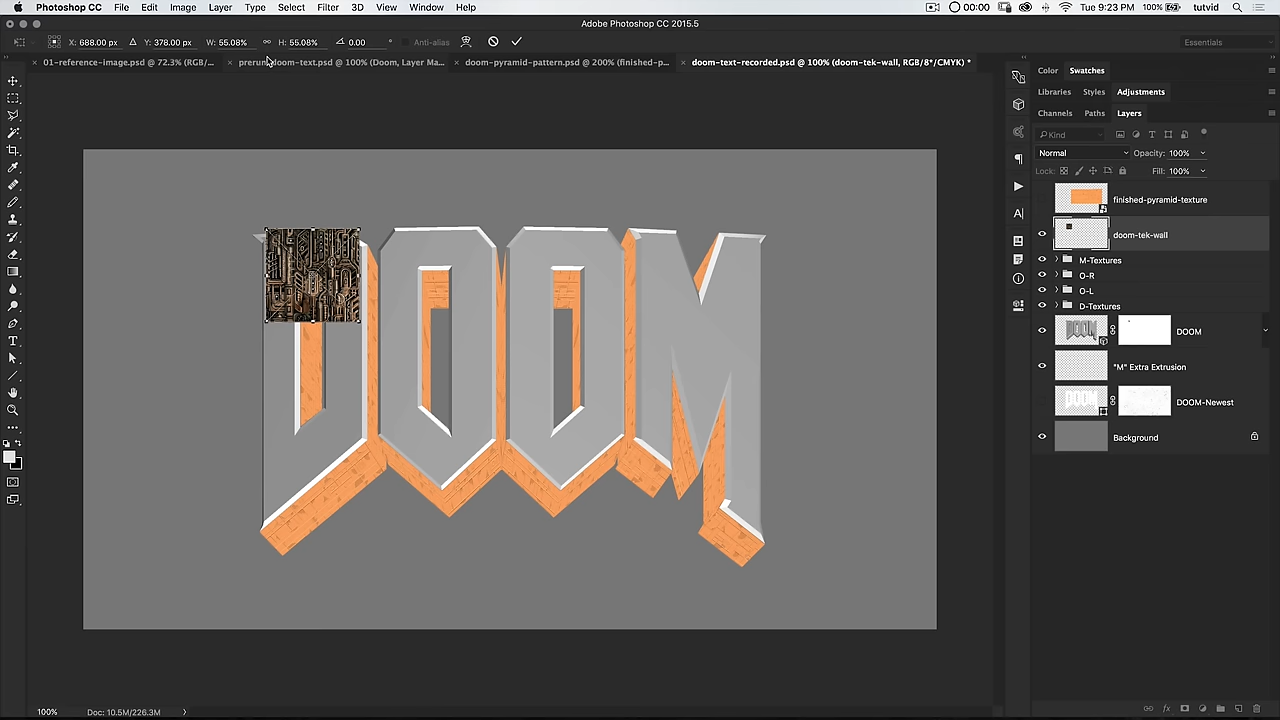 Photoshop CC File Edit Image Layer Type Select Filter 3D View Window Help 00:00 Tue 9:23 PM 100% tutvid
Adobe Photoshop CC 2015.5
X: 688.00 px Y: 378.00 px W: 55.08% H: 55.08% 0.00 ° Anti-alias Essentials
× 01-reference-image.psd @ 72.3% (RGB/... × prerun-doom-text.psd @ 100% (Doom, Layer Ma... × doom-pyramid-pattern.psd @ 200% (finished-p... × doom-text-recorded.psd @ 100% (doom-tek-wall, RGB/8*/CMYK) *
Color Swatches
Libraries Styles Adjustments
Channels Paths Layers
Kind
Normal Opacity: 100%
Lock: Fill: 100%
finished-pyramid-texture
doom-tek-wall
M-Textures
O-R
O-L
D-Textures
DOOM
"M" Extra Extrusion
DOOM-Newest
Background
DOOM
100% Doc: 10.5M/226.3M